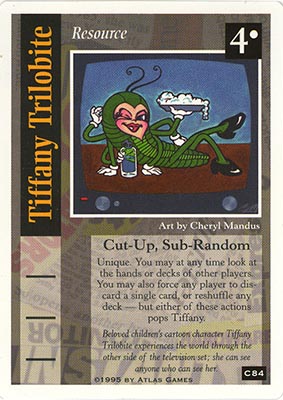 Tiffany Trilobite
Resource
4•
Art by Cheryl Mandus
Cut-Up, Sub-Random
Unique. You may at any time look at
the hands or decks of other players.
You may also force any player to dis-
card a single card, or reshuffle any
deck — but either of these actions
pops Tiffany.
Beloved children's cartoon character Tiffany
Trilobite experiences the world through the
other side of the television set; she can see
anyone who can see her.
©1995 by Atlas Games
C84